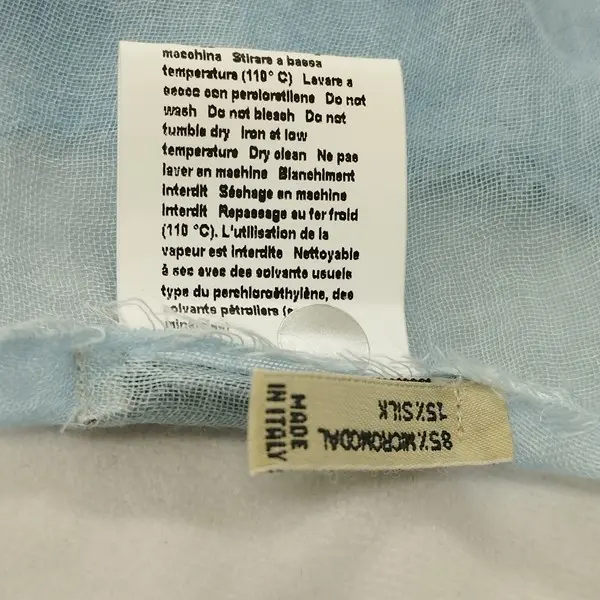 macchina Stirare a bassa
temperature (110° C) Lavare a
secco con percloretilene Do not
wash Do not bleach Do not
tumble dry Iron at low
temperature Dry clean Ne pas
laver en machine Blanchiment
interdit Séchage en machine
interdit Repassage au fer froid
(110 °C). L'utilisation de la
vapeur est interdite Nettoyable
à sec avec des solvants usuels
type du perchloroéthylène, des
solvants pétroliers
85% MICROMODAL
15% SILK
MADE
IN ITALY